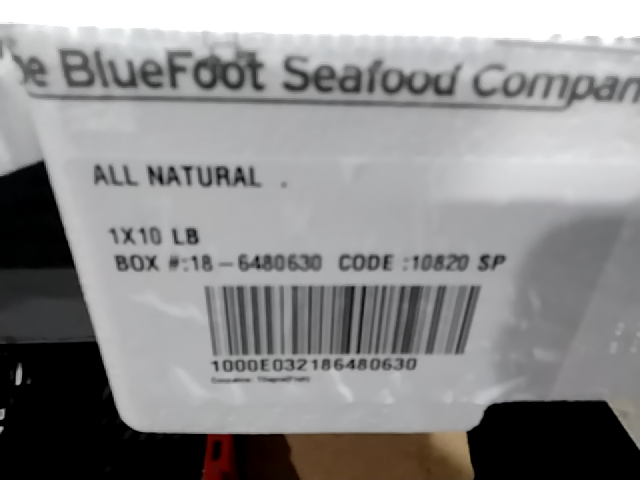 BlueFoot Seafood Compan
ALL NATURAL .
1X10 LB
BOX #:18-6480630 CODE :10820 SP
1000E032186480630